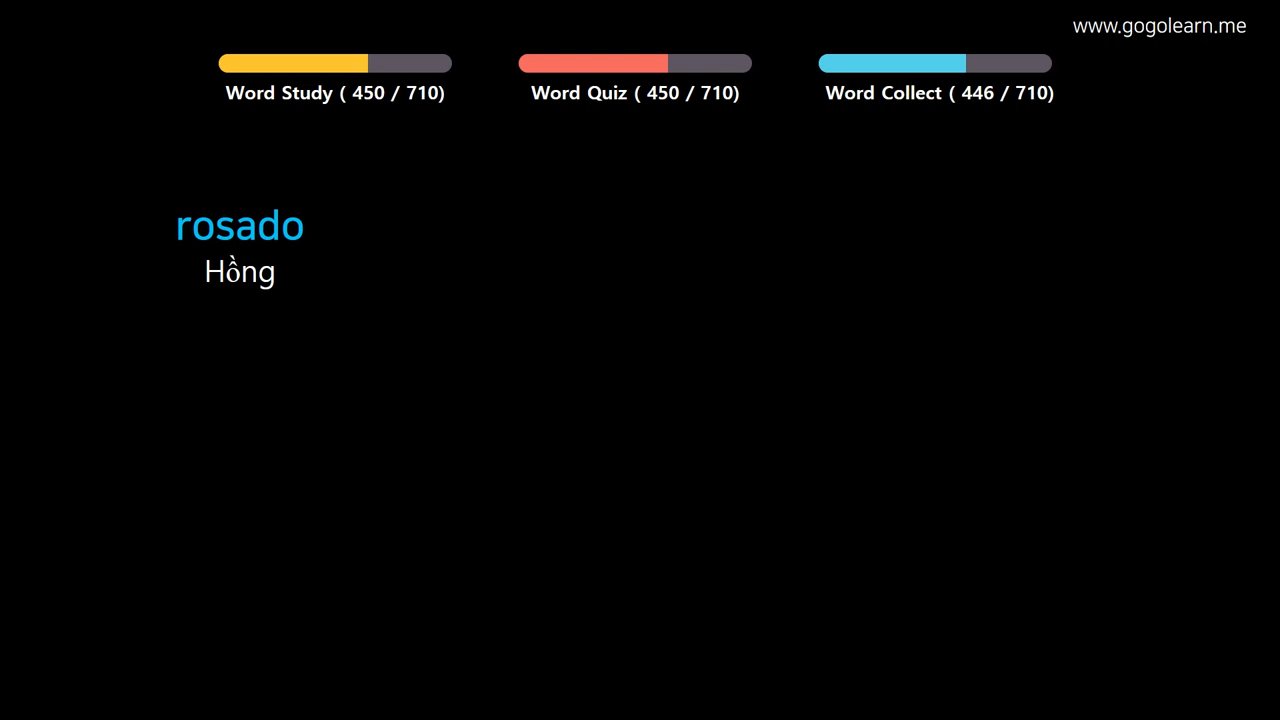 www.gogolearn.me
Word Study ( 450 / 710)
Word Quiz ( 450 / 710)
Word Collect ( 446 / 710)
rosado
Hồng